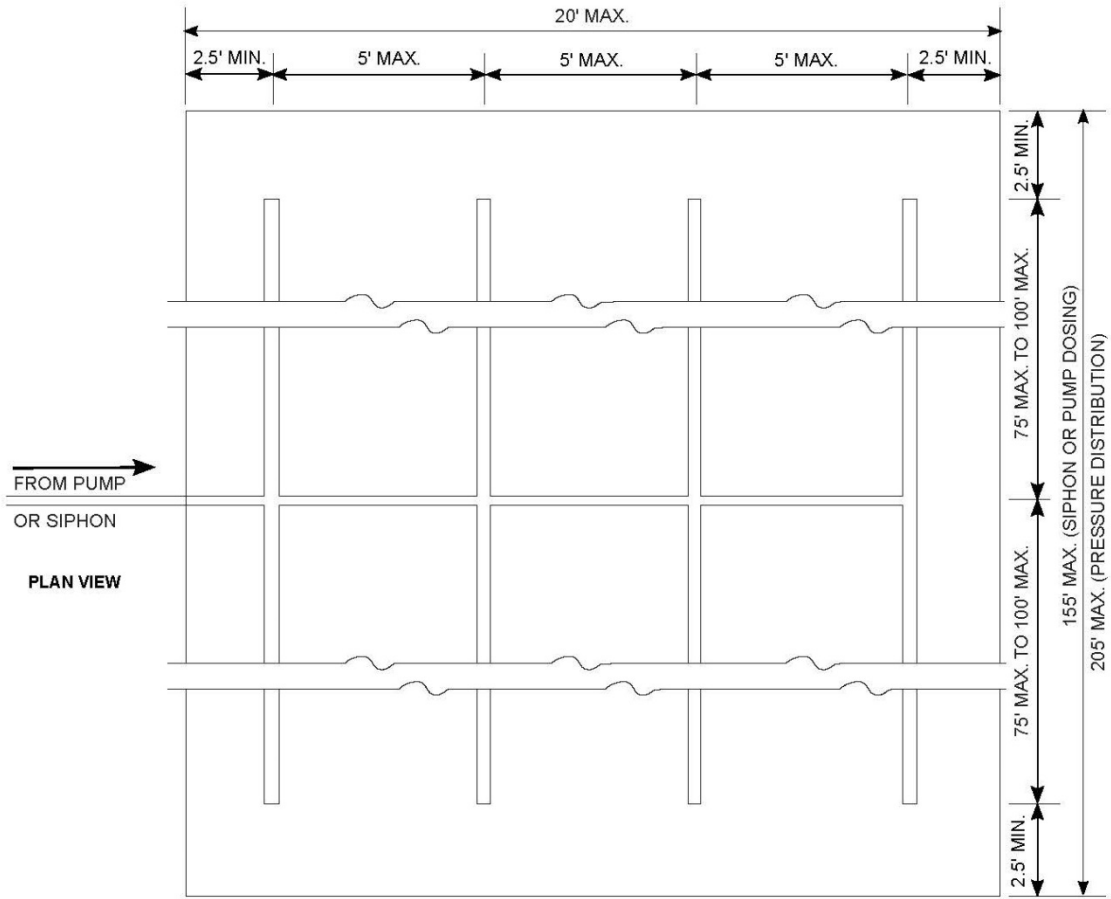 20' MAX.
2.5' MIN.
5' MAX.
5' MAX.
5' MAX.
2.5' MIN.
2.5' MIN.
75' MAX. TO 100' MAX.
155' MAX. (SIPHON OR PUMP DOSING)
205' MAX. (PRESSURE DISTRIBUTION)
FROM PUMP
OR SIPHON
PLAN VIEW
75' MAX. TO 100' MAX.
2.5' MIN.